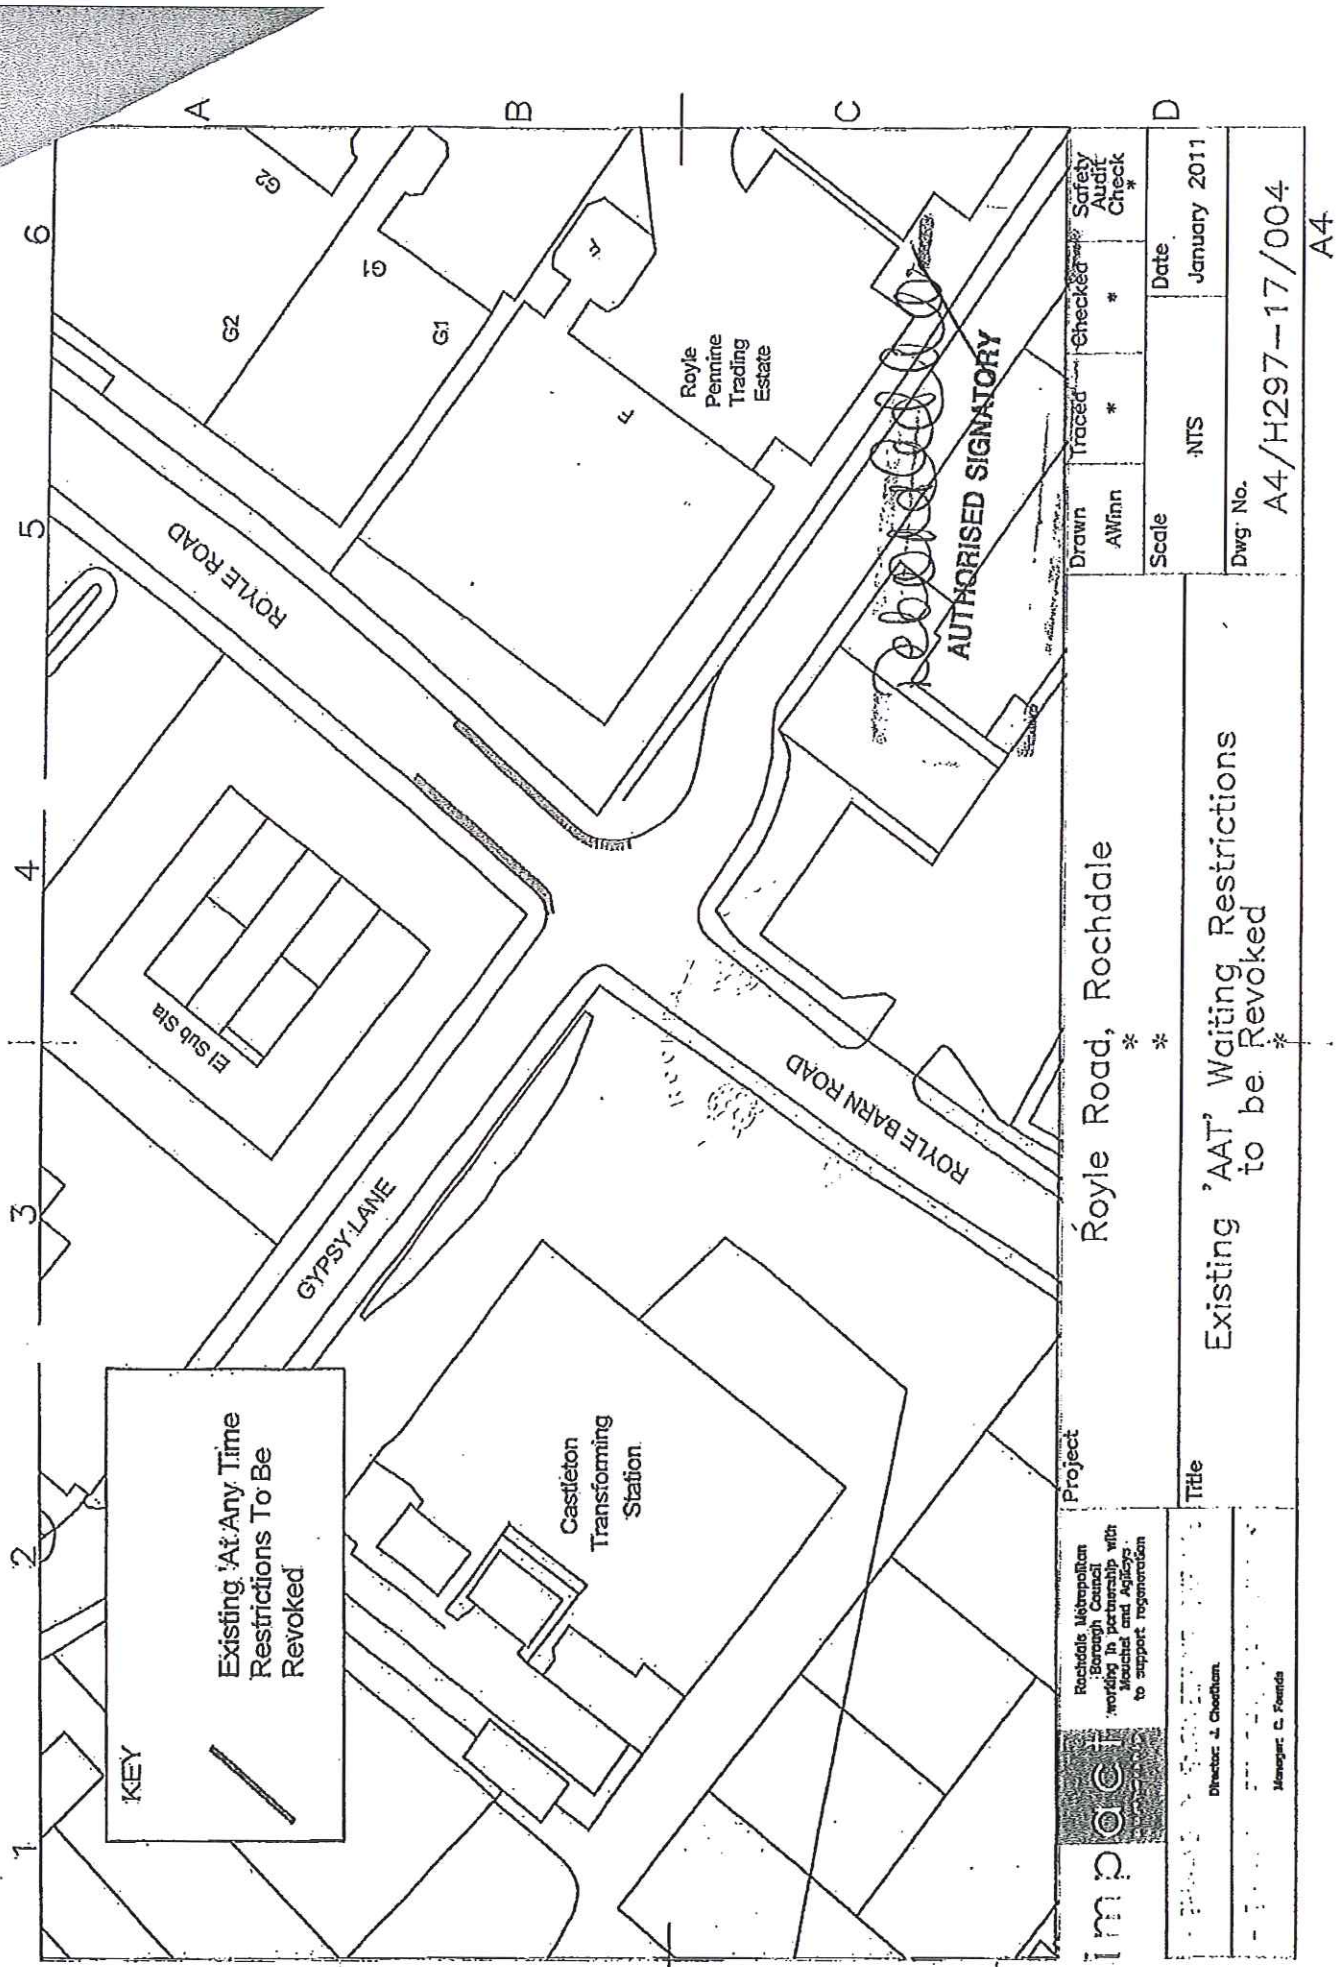 1
2
3
4
5
6
A
B
C
D
KEY
Existing 'At Any Time
Restrictions To Be
Revoked
GYPSY LANE
El Sub Sta
ROYLE ROAD
G2
G2
G1
G1
F
F
Royle
Pennine
Trading
Estate
Castleton
Transforming
Station
ROYLE BARN ROAD
AUTHORISED SIGNATORY
impact
Rochdale Metropolitan
Borough Council
working in partnership with
Mouchel and Agilisys
to support regeneration
Director: J. Cheetham
Manager: C. Founds
Project
Royle Road, Rochdale
*
*
Title
Existing 'AAT' Waiting Restrictions
to be Revoked
*
Drawn
AWinn
Traced
*
Checked
*
Safety
Audit
Check
*
Scale
NTS
Date
January 2011
Dwg No.
A4/H297-17/004
A4